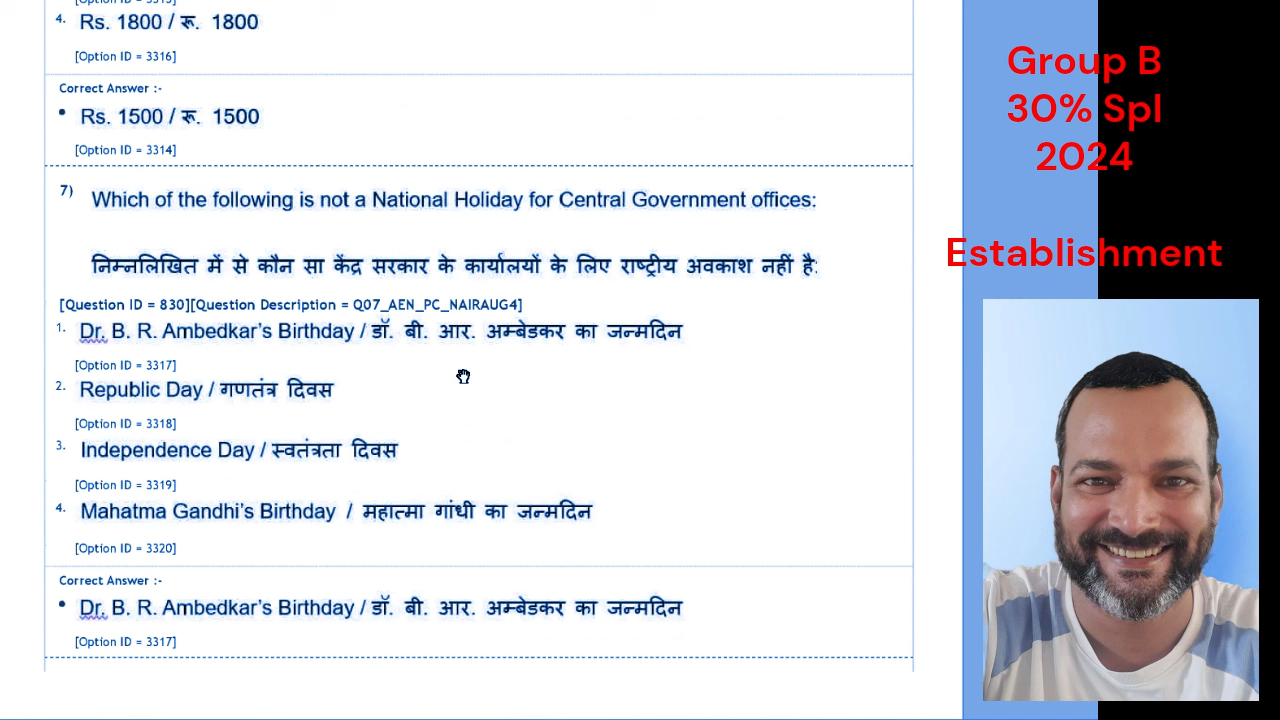 4. Rs. 1800 / रू. 1800
[Option ID = 3316]
Correct Answer :-
• Rs. 1500 / रू. 1500
[Option ID = 3314]
7) Which of the following is not a National Holiday for Central Government offices:
निम्नलिखित में से कौन सा केंद्र सरकार के कार्यालयों के लिए राष्ट्रीय अवकाश नहीं है:
[Question ID = 830][Question Description = Q07_AEN_PC_NAIRAUG4]
1. Dr. B. R. Ambedkar's Birthday / डॉ. बी. आर. अम्बेडकर का जन्मदिन
[Option ID = 3317]
2. Republic Day / गणतंत्र दिवस
[Option ID = 3318]
3. Independence Day / स्वतंत्रता दिवस
[Option ID = 3319]
4. Mahatma Gandhi's Birthday / महात्मा गांधी का जन्मदिन
[Option ID = 3320]
Correct Answer :-
• Dr. B. R. Ambedkar's Birthday / डॉ. बी. आर. अम्बेडकर का जन्मदिन
[Option ID = 3317]
Group B
30% Spl
2024
Establishment